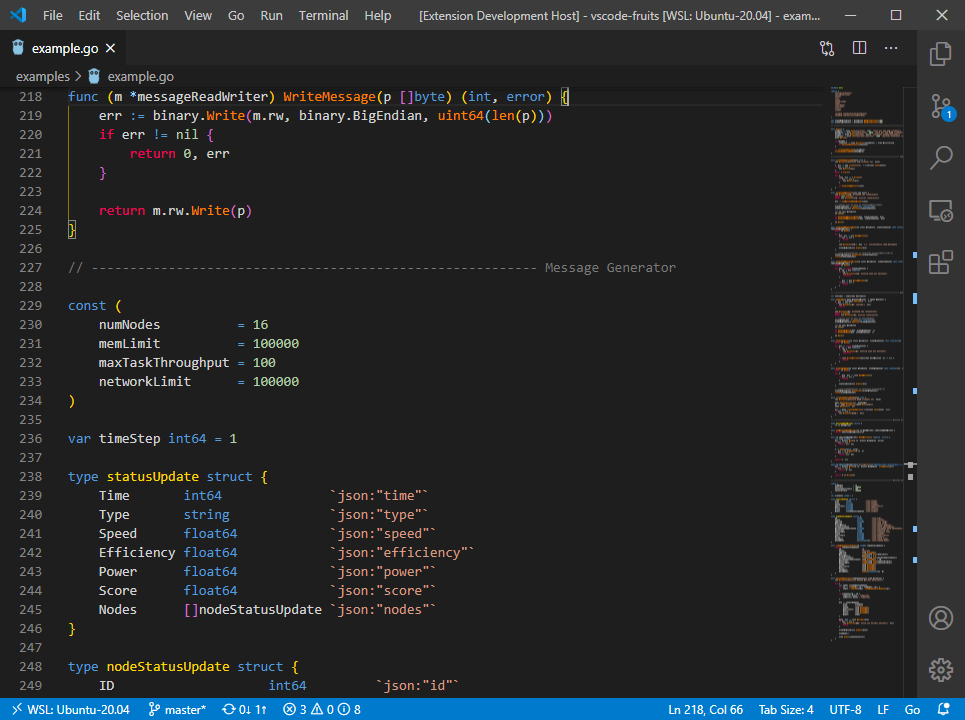 File Edit Selection View Go Run Terminal Help [Extension Development Host] - vscode-fruits [WSL: Ubuntu-20.04] - exam...
example.go
examples > example.go
218 func (m *messageReadWriter) WriteMessage(p []byte) (int, error) {
219 err := binary.Write(m.rw, binary.BigEndian, uint64(len(p)))
220 if err != nil {
221 return 0, err
222 }
223
224 return m.rw.Write(p)
225 }
226
227 // ---------------------------------------------------------- Message Generator
228
229 const (
230 numNodes = 16
231 memLimit = 100000
232 maxTaskThroughput = 100
233 networkLimit = 100000
234 )
235
236 var timeStep int64 = 1
237
238 type statusUpdate struct {
239 Time int64 `json:"time"`
240 Type string `json:"type"`
241 Speed float64 `json:"speed"`
242 Efficiency float64 `json:"efficiency"`
243 Power float64 `json:"power"`
244 Score float64 `json:"score"`
245 Nodes []nodeStatusUpdate `json:"nodes"`
246 }
247
248 type nodeStatusUpdate struct {
249 ID int64 `json:"id"`
1
WSL: Ubuntu-20.04 master* 0↓ 1↑ 3 0 8 Ln 218, Col 66 Tab Size: 4 UTF-8 LF Go